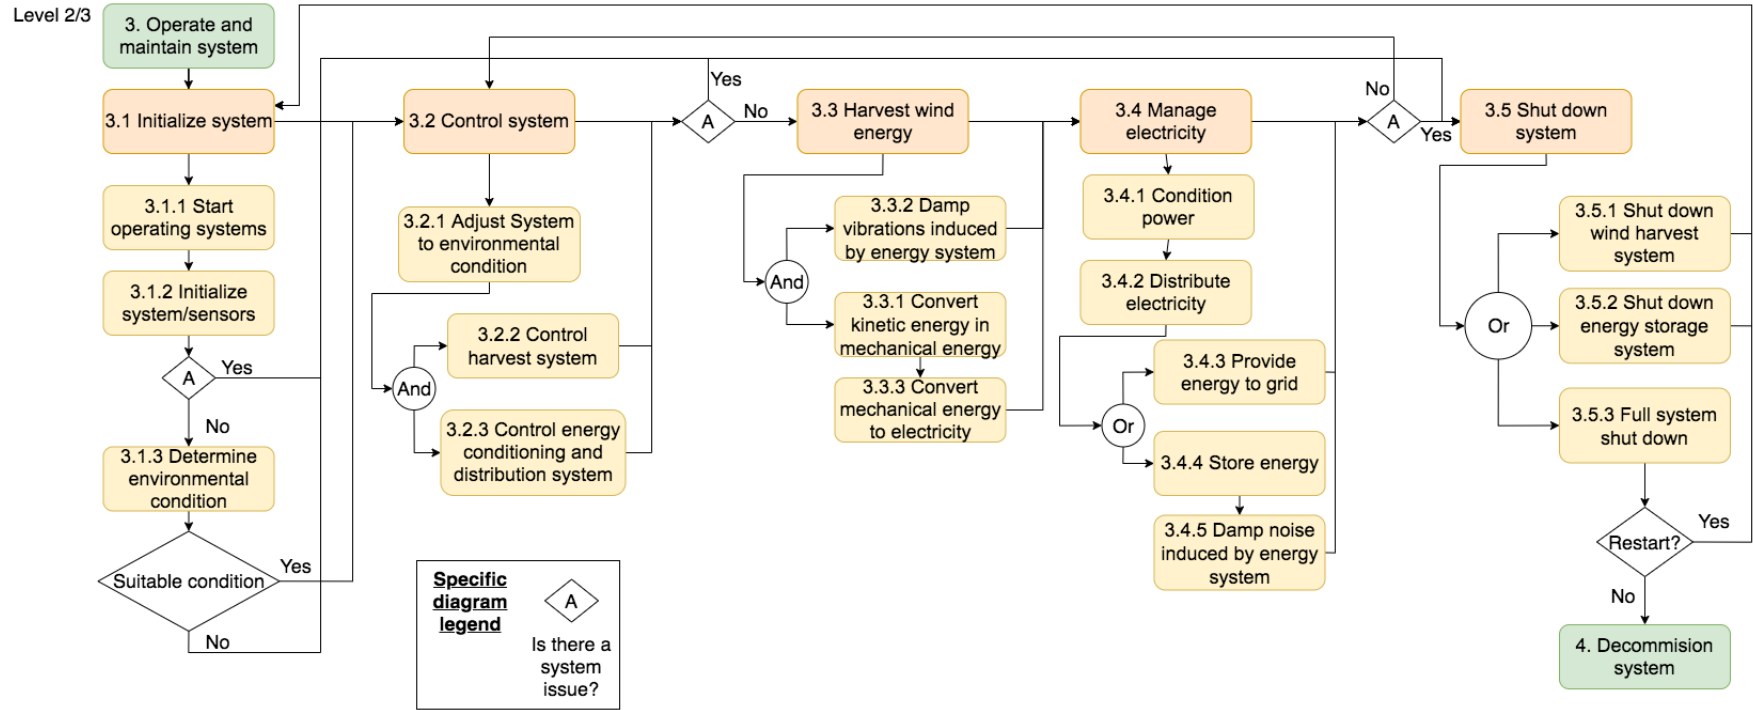 Level 2/3
3. Operate and
maintain system
3.1 Initialize system
3.1.1 Start
operating systems
3.1.2 Initialize
system/sensors
A
Yes
No
3.1.3 Determine
environmental
condition
Suitable condition
Yes
No
3.2 Control system
3.2.1 Adjust System
to environmental
condition
And
3.2.2 Control
harvest system
3.2.3 Control energy
conditioning and
distribution system
A
Yes
No
3.3 Harvest wind
energy
And
3.3.2 Damp
vibrations induced
by energy system
3.3.1 Convert
kinetic energy in
mechanical energy
3.3.3 Convert
mechanical energy
to electricity
3.4 Manage
electricity
3.4.1 Condition
power
3.4.2 Distribute
electricity
Or
3.4.3 Provide
energy to grid
3.4.4 Store energy
3.4.5 Damp noise
induced by energy
system
No
A
Yes
3.5 Shut down
system
Or
3.5.1 Shut down
wind harvest
system
3.5.2 Shut down
energy storage
system
3.5.3 Full system
shut down
Restart?
Yes
No
4. Decommision
system
Specific
diagram
legend
A
Is there a
system
issue?